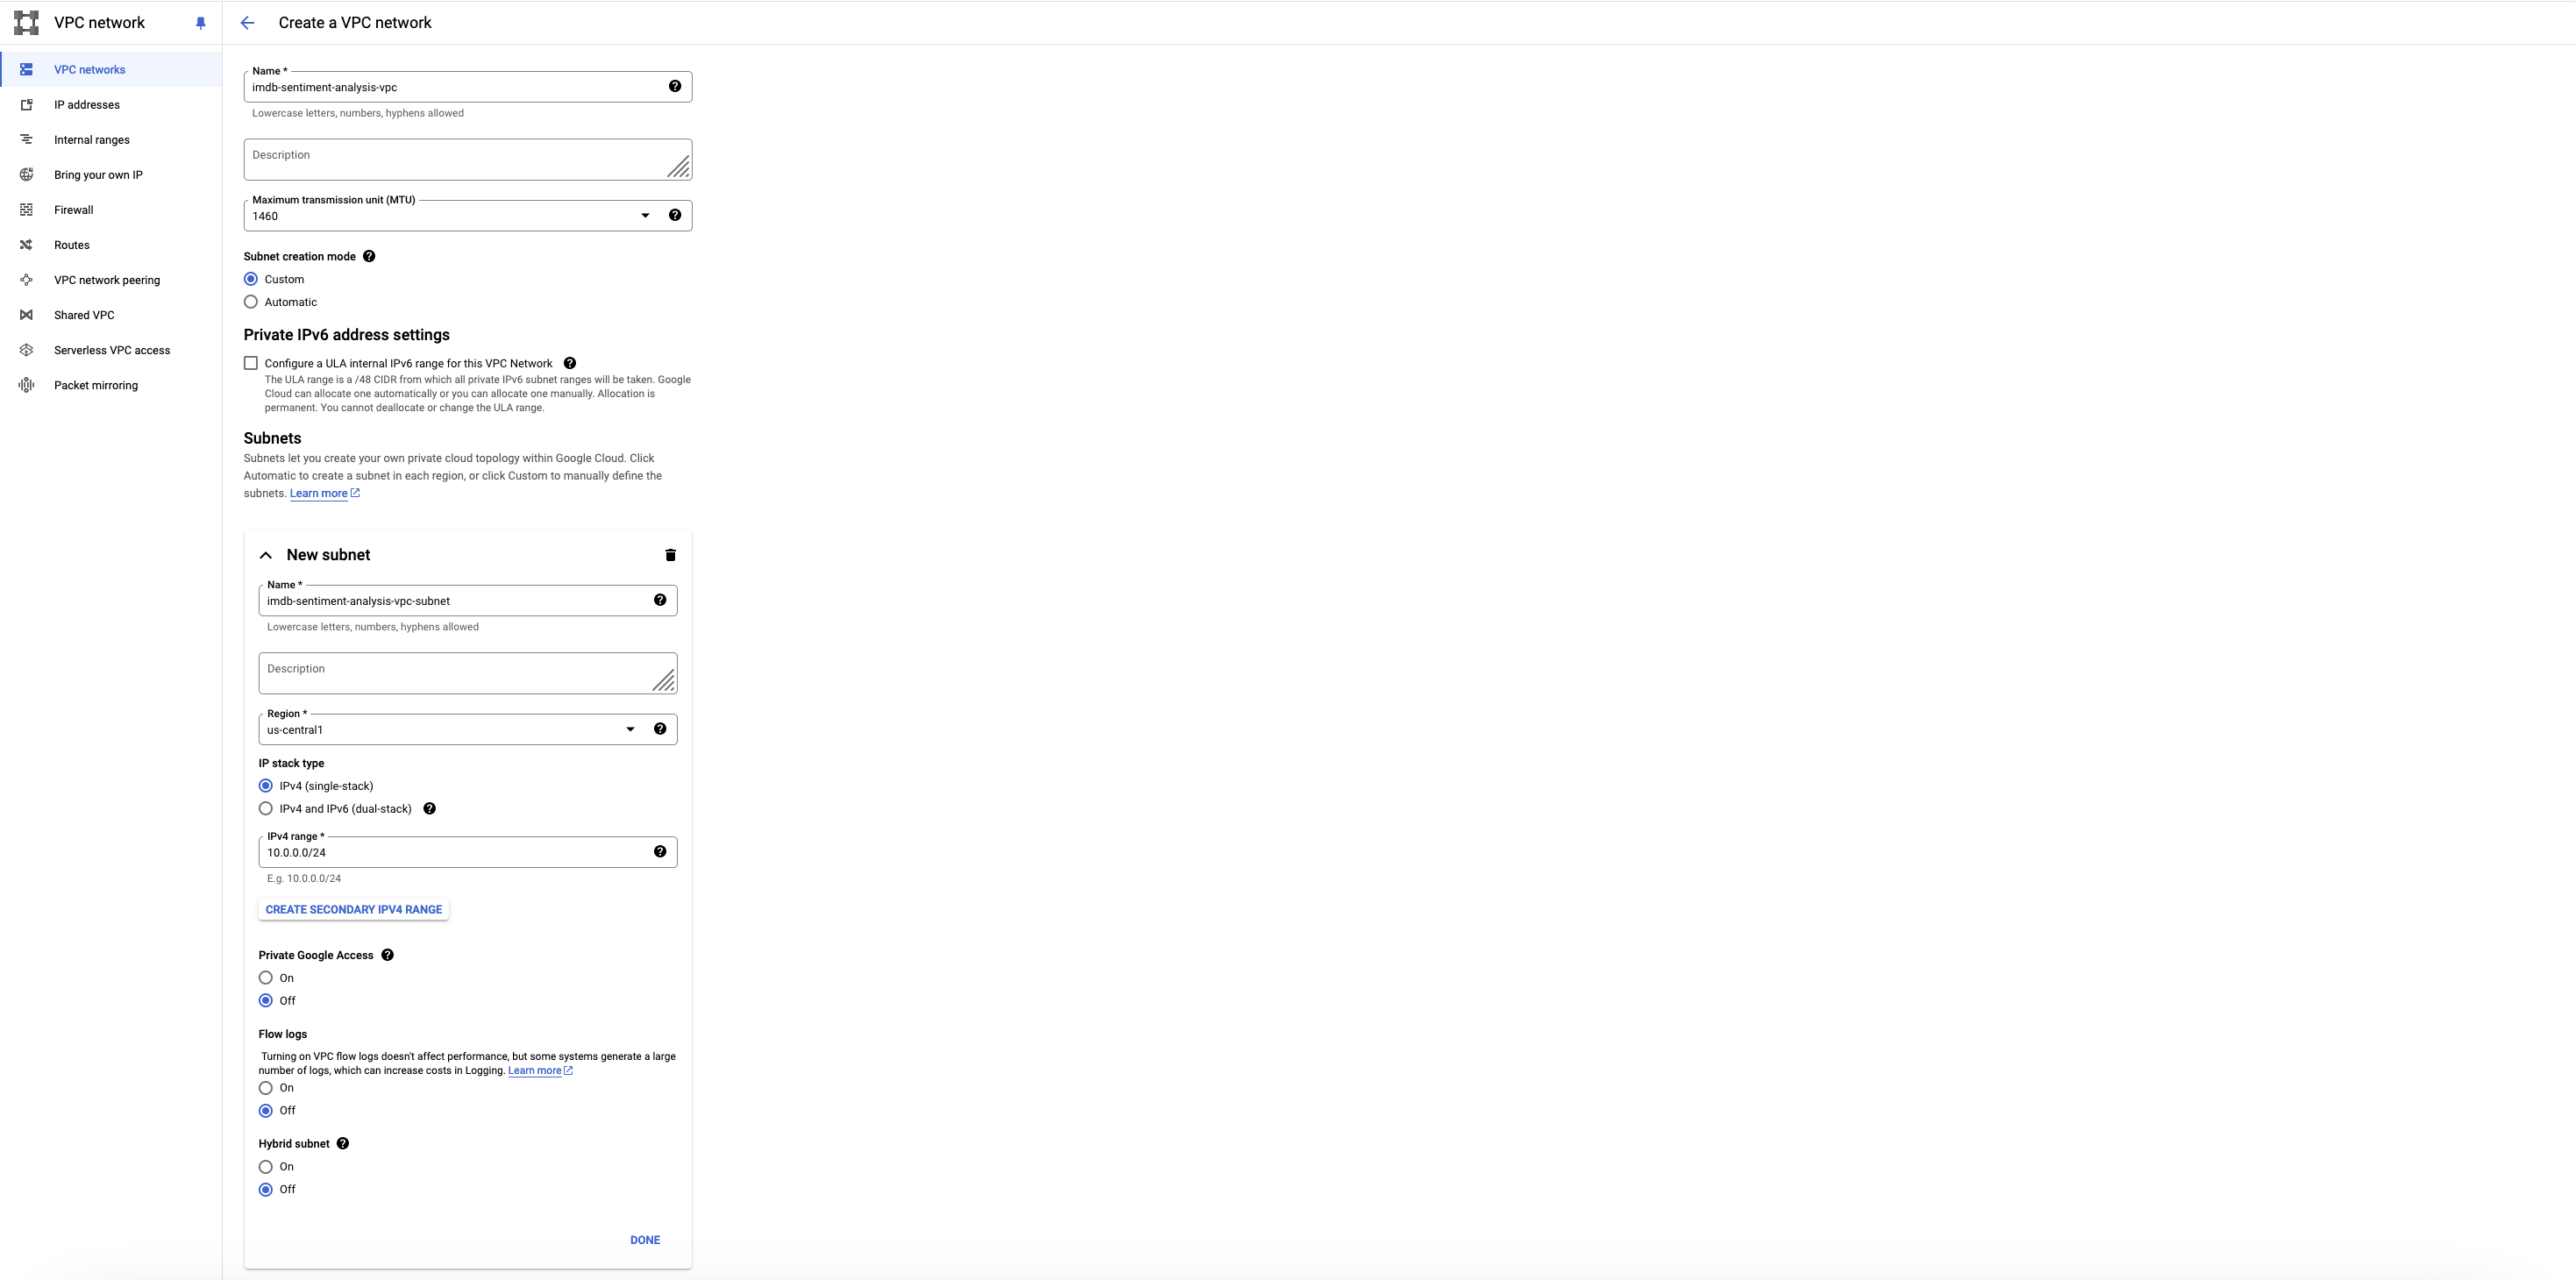 VPC network
Create a VPC network
VPC networks
IP addresses
Internal ranges
Bring your own IP
Firewall
Routes
VPC network peering
Shared VPC
Serverless VPC access
Packet mirroring
Name *
imdb-sentiment-analysis-vpc
Lowercase letters, numbers, hyphens allowed
Description
Maximum transmission unit (MTU)
1460
Subnet creation mode
Custom
Automatic
Private IPv6 address settings
Configure a ULA internal IPv6 range for this VPC Network
The ULA range is a /48 CIDR from which all private IPv6 subnet ranges will be taken. Google
Cloud can allocate one automatically or you can allocate one manually. Allocation is
permanent. You cannot deallocate or change the ULA range.
Subnets
Subnets let you create your own private cloud topology within Google Cloud. Click
Automatic to create a subnet in each region, or click Custom to manually define the
subnets. Learn more
New subnet
Name *
imdb-sentiment-analysis-vpc-subnet
Lowercase letters, numbers, hyphens allowed
Description
Region *
us-central1
IP stack type
IPv4 (single-stack)
IPv4 and IPv6 (dual-stack)
IPv4 range *
10.0.0.0/24
E.g. 10.0.0.0/24
CREATE SECONDARY IPV4 RANGE
Private Google Access
On
Off
Flow logs
Turning on VPC flow logs doesn't affect performance, but some systems generate a large
number of logs, which can increase costs in Logging. Learn more
On
Off
Hybrid subnet
On
Off
DONE